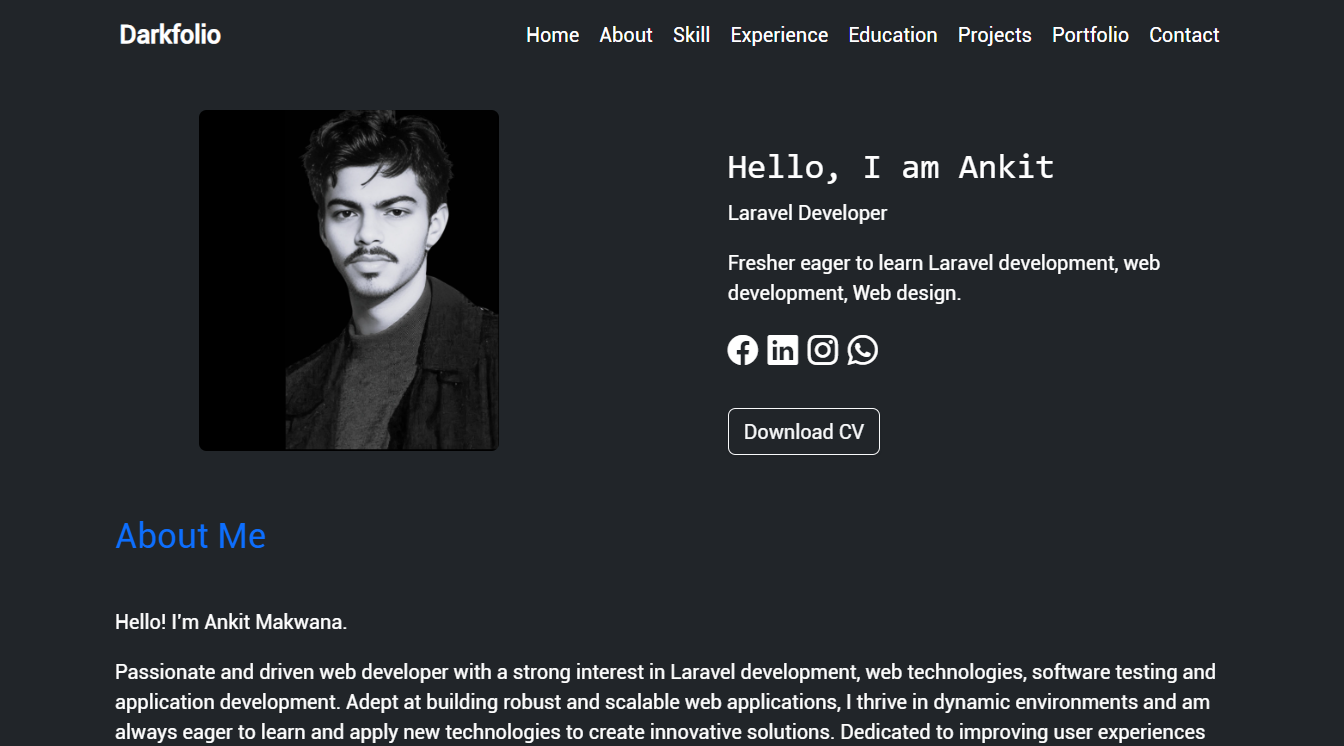 Darkfolio
Home About Skill Experience Education Projects Portfolio Contact
Hello, I am Ankit
Laravel Developer
Fresher eager to learn Laravel development, web
development, Web design.
Download CV
About Me
Hello! I'm Ankit Makwana.
Passionate and driven web developer with a strong interest in Laravel development, web technologies, software testing and
application development. Adept at building robust and scalable web applications, I thrive in dynamic environments and am
always eager to learn and apply new technologies to create innovative solutions. Dedicated to improving user experiences